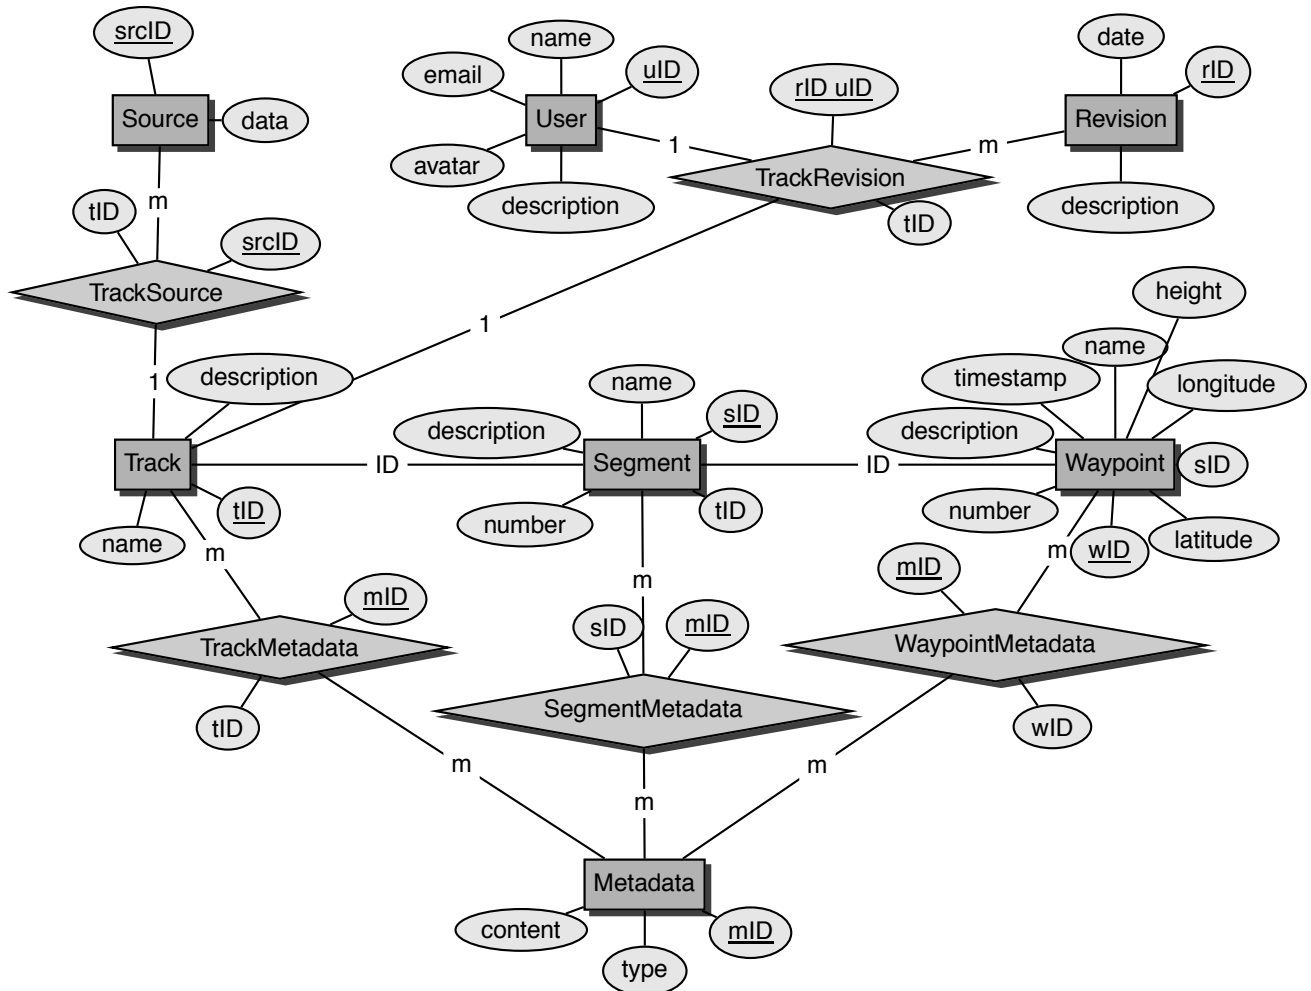 srcID
Source
data
m
tID
srcID
TrackSource
1
name
email
uID
User
avatar
description
1
rID uID
TrackRevision
tID
m
date
rID
Revision
description
1
description
Track
tID
name
ID
name
sID
description
Segment
number
tID
ID
height
name
timestamp
longitude
description
Waypoint
sID
number
wID
latitude
m
mID
TrackMetadata
tID
m
m
sID
mID
SegmentMetadata
m
m
mID
WaypointMetadata
wID
m
Metadata
content
type
mID